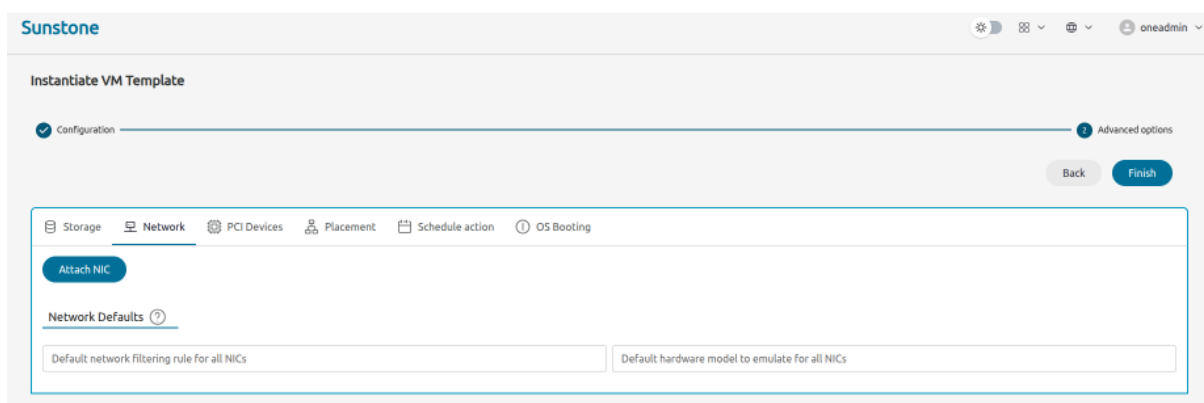 Sunstone
oneadmin
Instantiate VM Template
Configuration
2 Advanced options
Back Finish
Storage Network PCI Devices Placement Schedule action OS Booting
Attach NIC
Network Defaults ?
Default network filtering rule for all NICs Default hardware model to emulate for all NICs